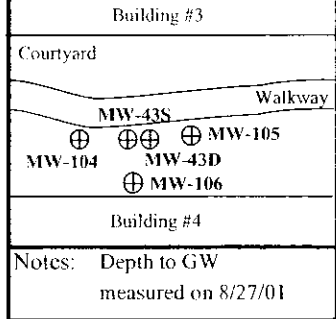 Building #3
Courtyard
Walkway
MW-43S
MW-105
MW-104
MW-43D
MW-106
Building #4
Notes: Depth to GW
measured on 8/27/01